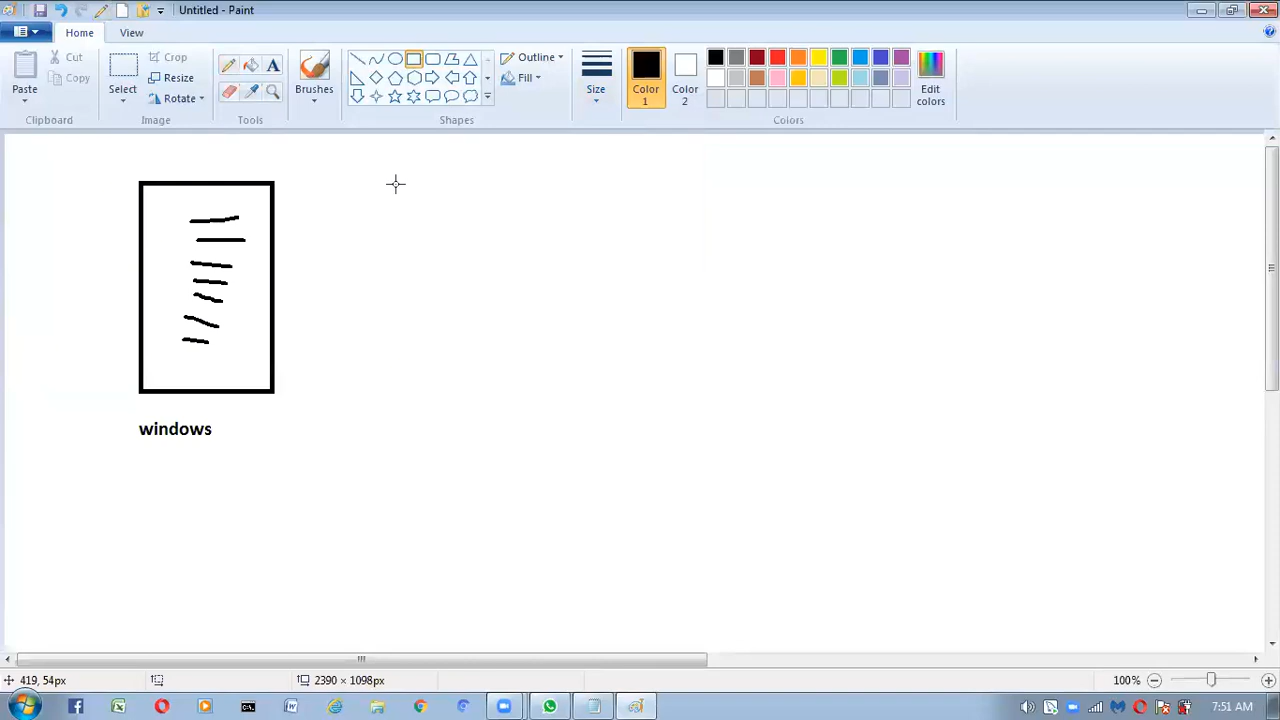 Untitled - Paint
Home
View
Paste
Cut
Copy
Clipboard
Select
Crop
Resize
Rotate
Image
Tools
Brushes
Shapes
Outline
Fill
Size
Color 1
Color 2
Edit colors
Colors
windows
419, 54px
2390 × 1098px
100%
7:51 AM